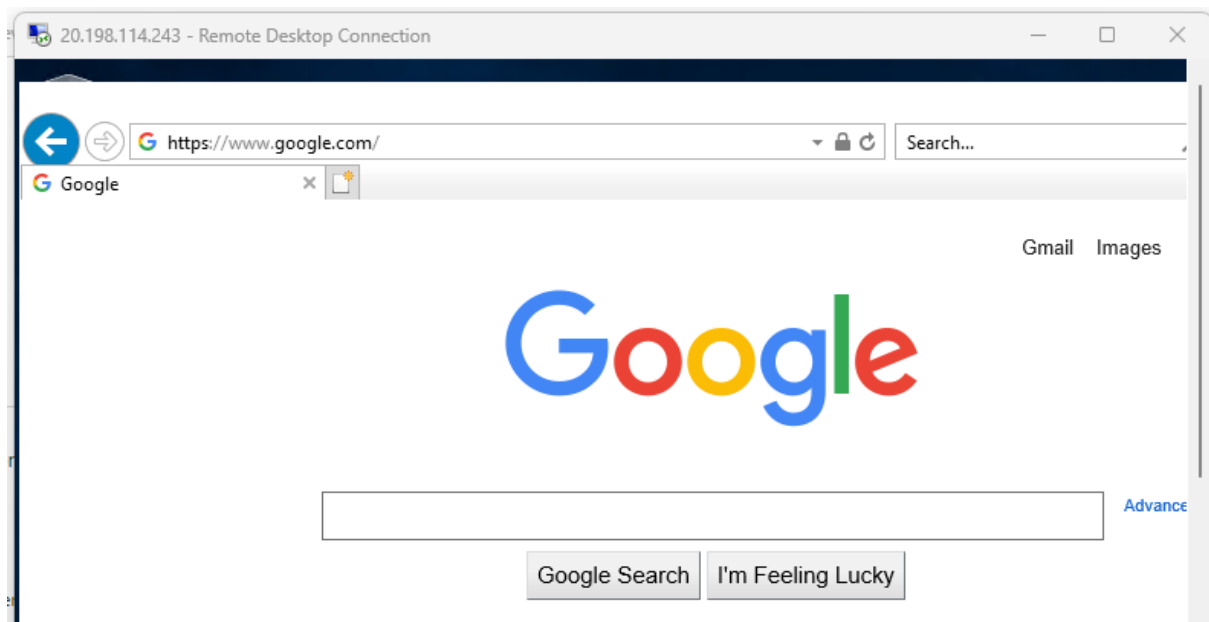 20.198.114.243 - Remote Desktop Connection
https://www.google.com/
Search...
Google
Gmail Images
Google
Google Search I'm Feeling Lucky